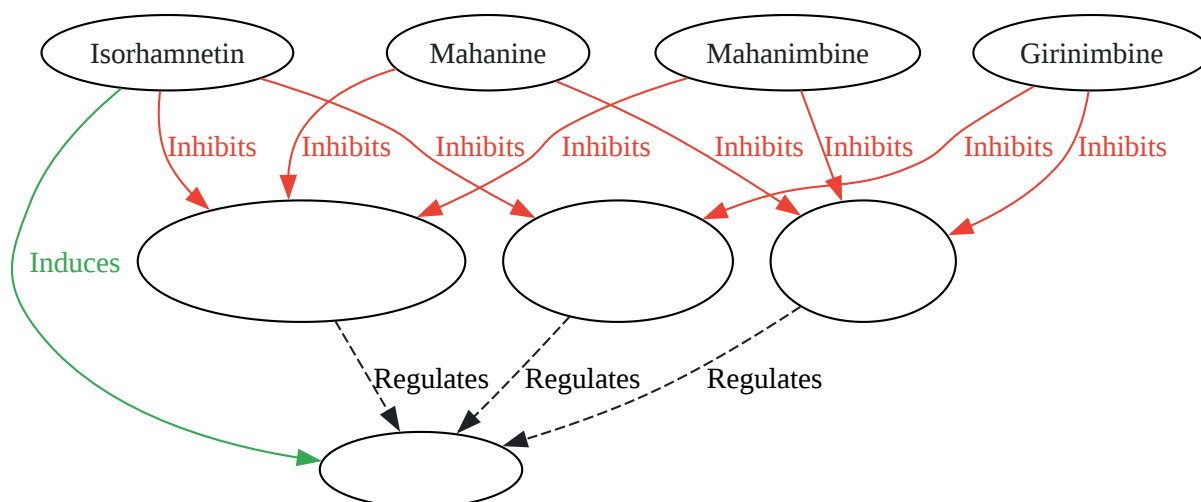 Isorhamnetin Mahanine Mahanimbine Girinimbine
Inhibits Inhibits Inhibits Inhibits Inhibits Inhibits Inhibits Inhibits
Induces
Regulates Regulates Regulates